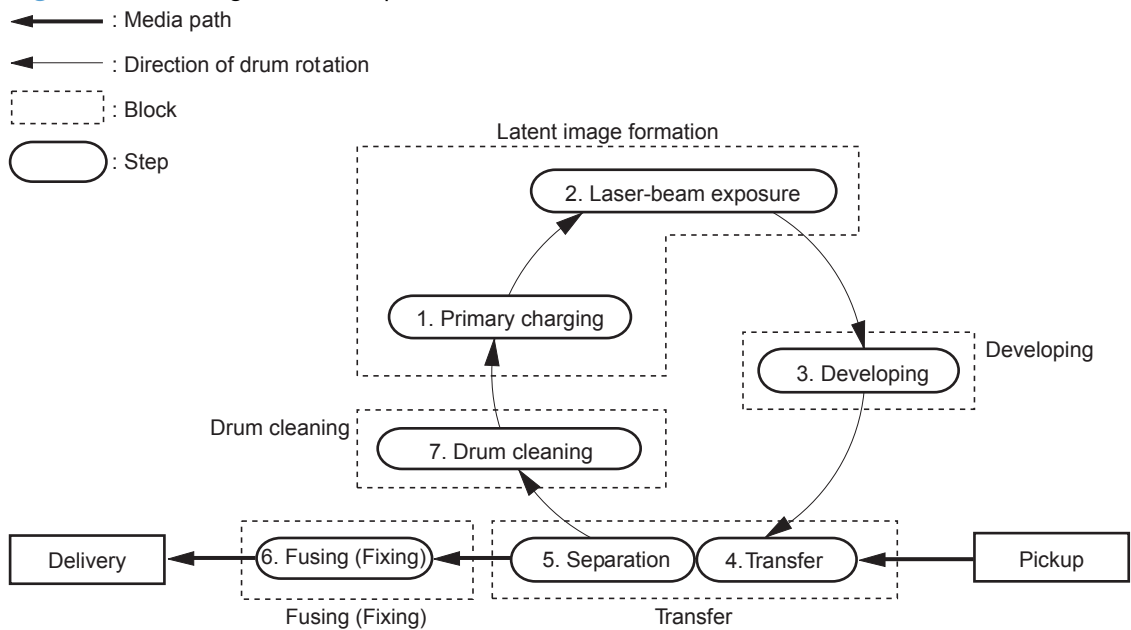 : Media path
: Direction of drum rotation
: Block
: Step
Latent image formation
2. Laser-beam exposure
1. Primary charging
3. Developing
Developing
Drum cleaning
7. Drum cleaning
Delivery
6. Fusing (Fixing)
5. Separation
4.Transfer
Pickup
Fusing (Fixing)
Transfer